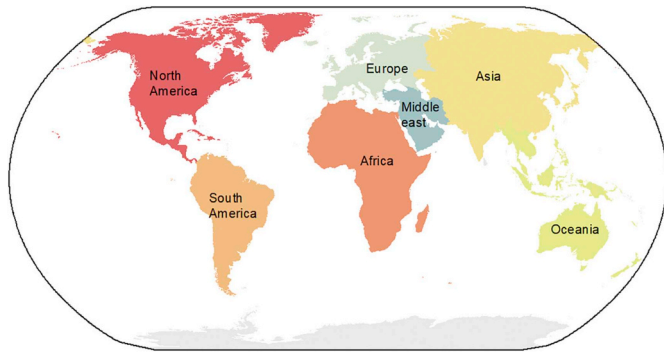 North
America
Europe
Asia
Middle
east
Africa
South
America
Oceania